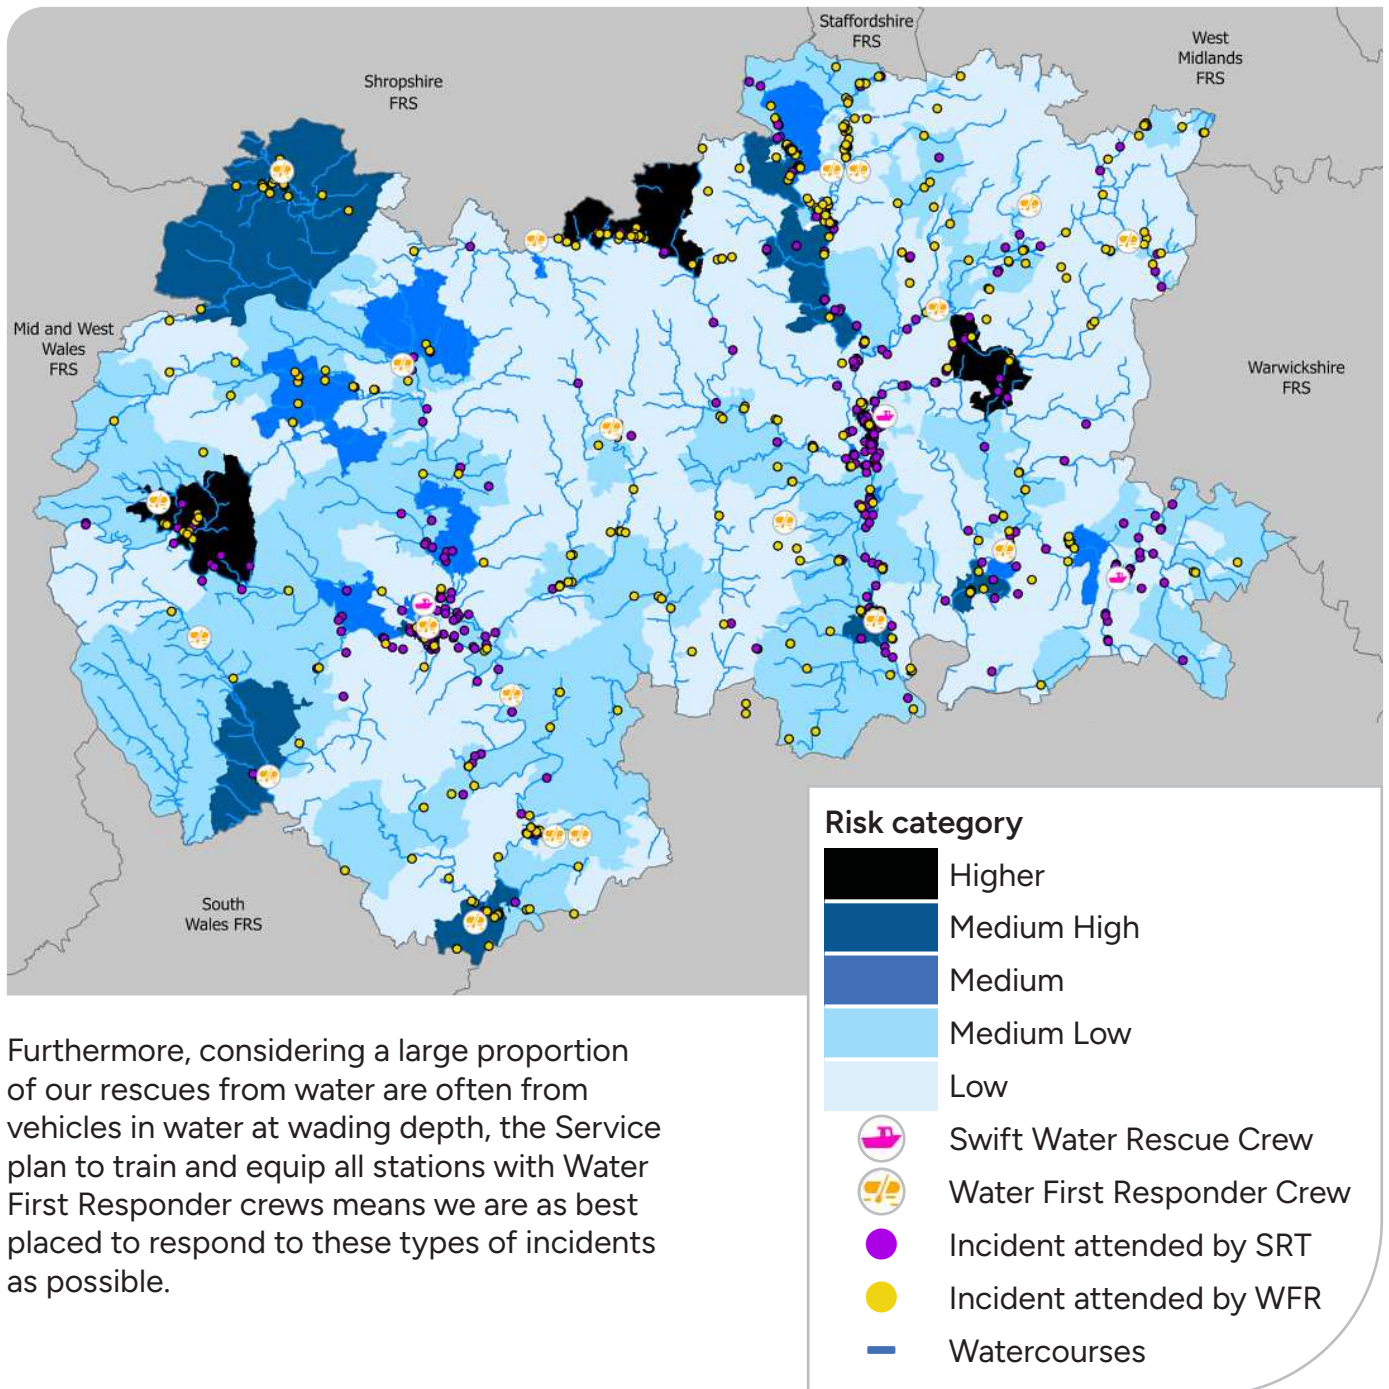 Staffordshire
FRS
West
Midlands
FRS
Shropshire
FRS
Mid and West
Wales
FRS
Warwickshire
FRS
South
Wales FRS
Risk category
Higher
Medium High
Medium
Medium Low
Low
Swift Water Rescue Crew
Water First Responder Crew
Incident attended by SRT
Incident attended by WFR
Watercourses
Furthermore, considering a large proportion
of our rescues from water are often from
vehicles in water at wading depth, the Service
plan to train and equip all stations with Water
First Responder crews means we are as best
placed to respond to these types of incidents
as possible.